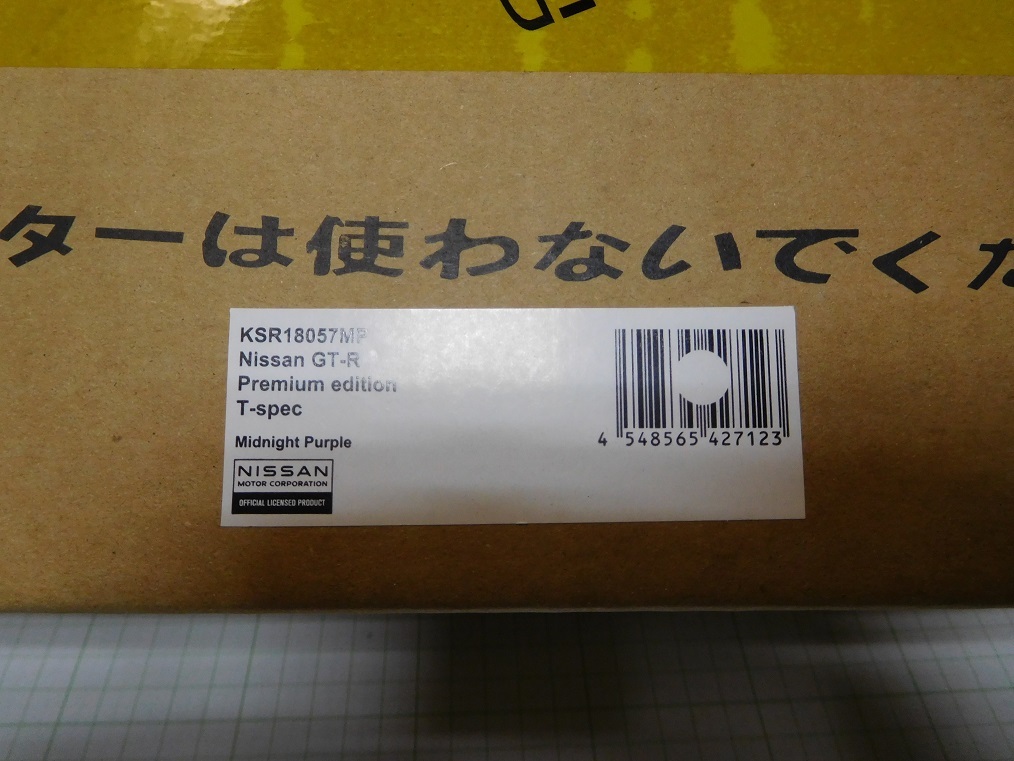 ターは使わないでくだ
KSR18057MP
Nissan GT-R
Premium edition
T-spec
Midnight Purple
NISSAN
MOTOR CORPORATION
OFFICIAL LICENSED PRODUCT
4 548565 427123